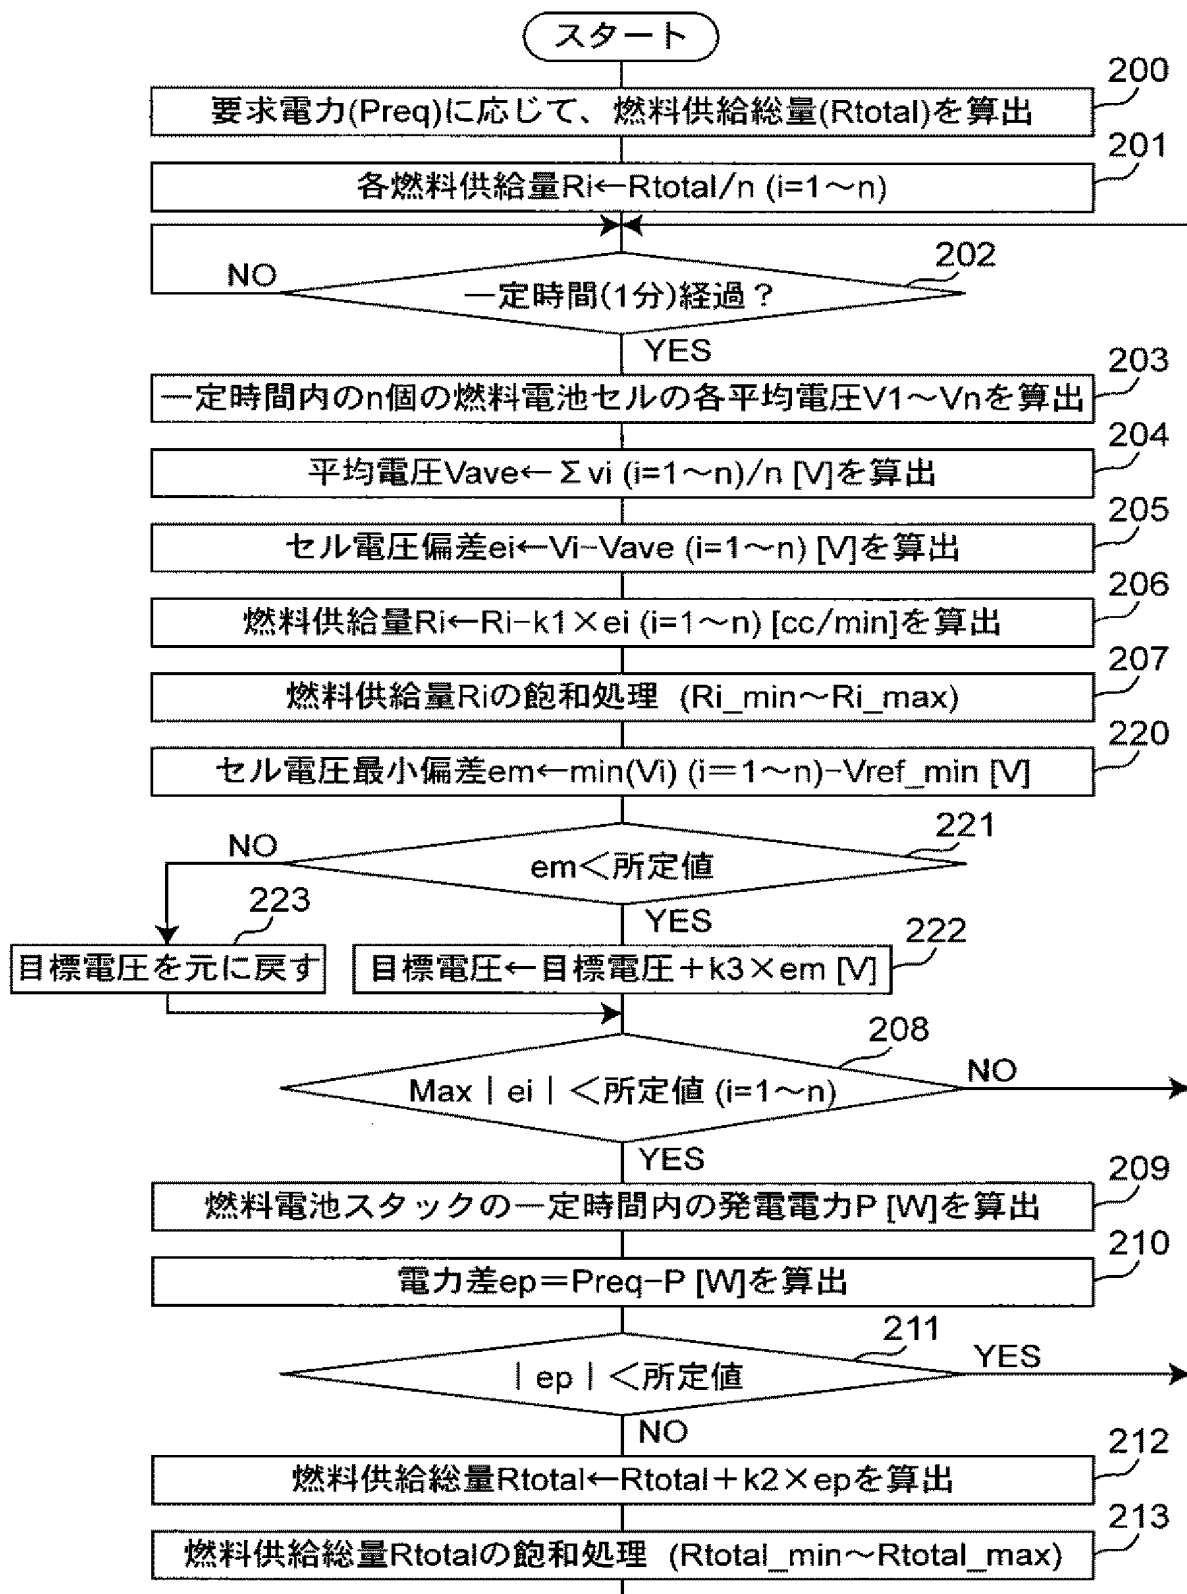 スタート
200
要求電力(Preq)に応じて、燃料供給総量(Rtotal)を算出
201
各燃料供給量Ri←Rtotal/n (i=1～n)
202
NO
一定時間(1分)経過？
YES
203
一定時間内のn個の燃料電池セルの各平均電圧V1～Vnを算出
204
平均電圧Vave←Σvi (i=1～n)/n [V]を算出
205
セル電圧偏差ei←Vi-Vave (i=1～n) [V]を算出
206
燃料供給量Ri←Ri-k1×ei (i=1～n) [cc/min]を算出
207
燃料供給量Riの飽和処理 (Ri_min～Ri_max)
220
セル電圧最小偏差em←min(Vi) (i＝1～n)-Vref_min [V]
221
NO
em＜所定値
YES
223
222
目標電圧を元に戻す
目標電圧←目標電圧＋k3×em [V]
208
Max｜ei｜＜所定値 (i=1～n)
NO
YES
209
燃料電池スタックの一定時間内の発電電力P [W]を算出
210
電力差ep＝Preq-P [W]を算出
211
｜ep｜＜所定値
YES
NO
212
燃料供給総量Rtotal←Rtotal＋k2×epを算出
213
燃料供給総量Rtotalの飽和処理 (Rtotal_min～Rtotal_max)